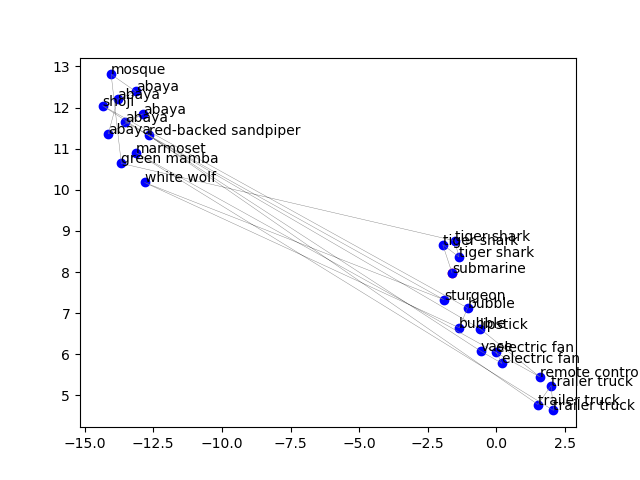 13
mosque
abaya
abaya
12
shoji
abaya
abaya
abaya
red-backed sandpiper
11
marmoset
green mamba
10
white wolf
9
tiger shark
tiger shark
tiger shark
8
submarine
sturgeon
7
bubble
bubble
lipstick
6
vase
electric fan
electric fan
remote contro
trailer truck
5
trailer truck
trailer truck
−15.0 −12.5 −10.0 −7.5 −5.0 −2.5 0.0 2.5